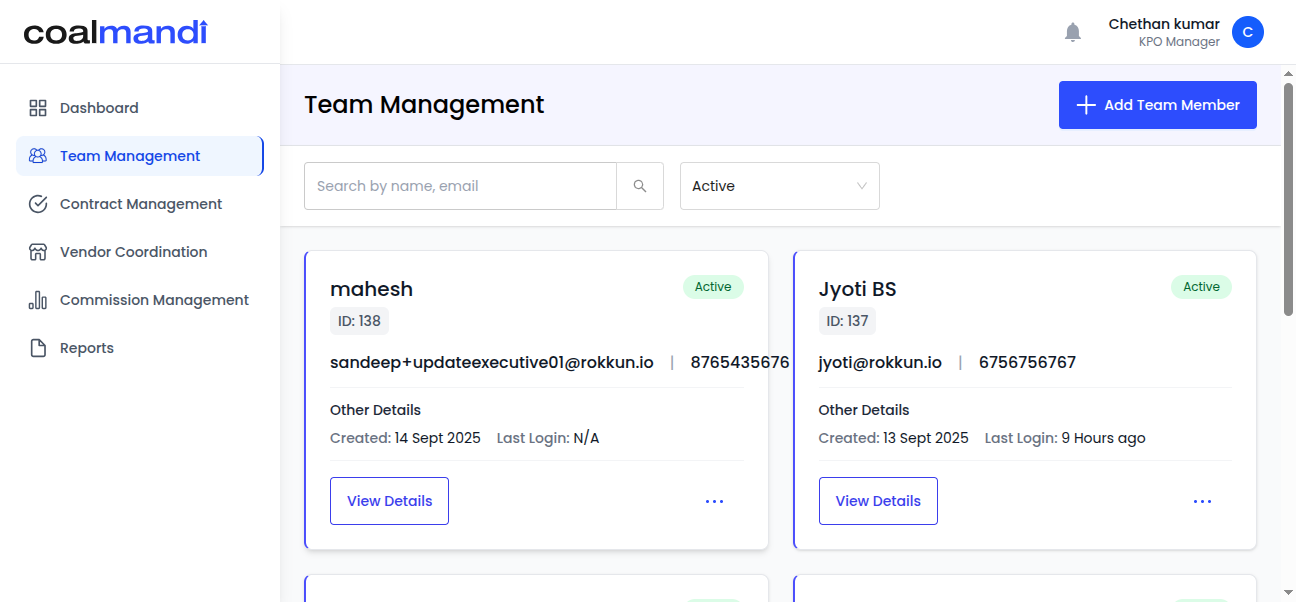 coalmandi
Chethan kumar
KPO Manager
C
Dashboard
Team Management
Contract Management
Vendor Coordination
Commission Management
Reports
Team Management
Add Team Member
Search by name, email
Active
mahesh
Active
ID: 138
sandeep+updateexecutive01@rokkun.io | 8765435676
Other Details
Created: 14 Sept 2025 Last Login: N/A
View Details
...
Jyoti BS
Active
ID: 137
jyoti@rokkun.io | 6756756767
Other Details
Created: 13 Sept 2025 Last Login: 9 Hours ago
View Details
...